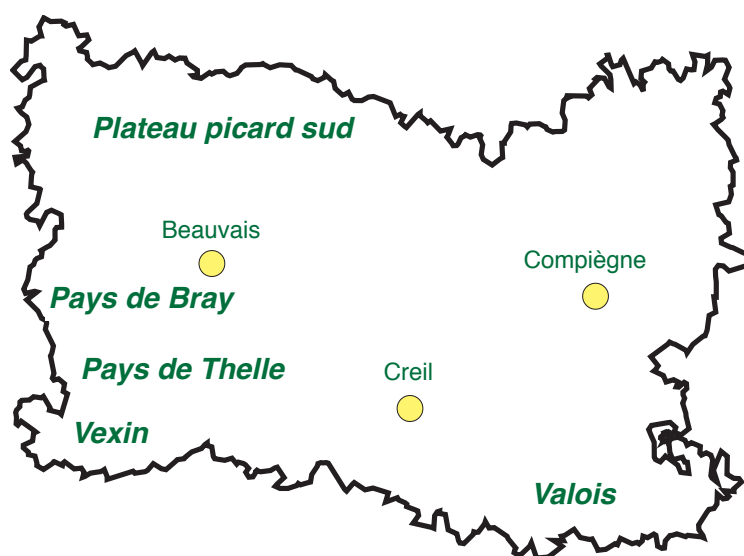 Plateau picard sud
Beauvais
Compiègne
Pays de Bray
Pays de Thelle
Creil
Vexin
Valois